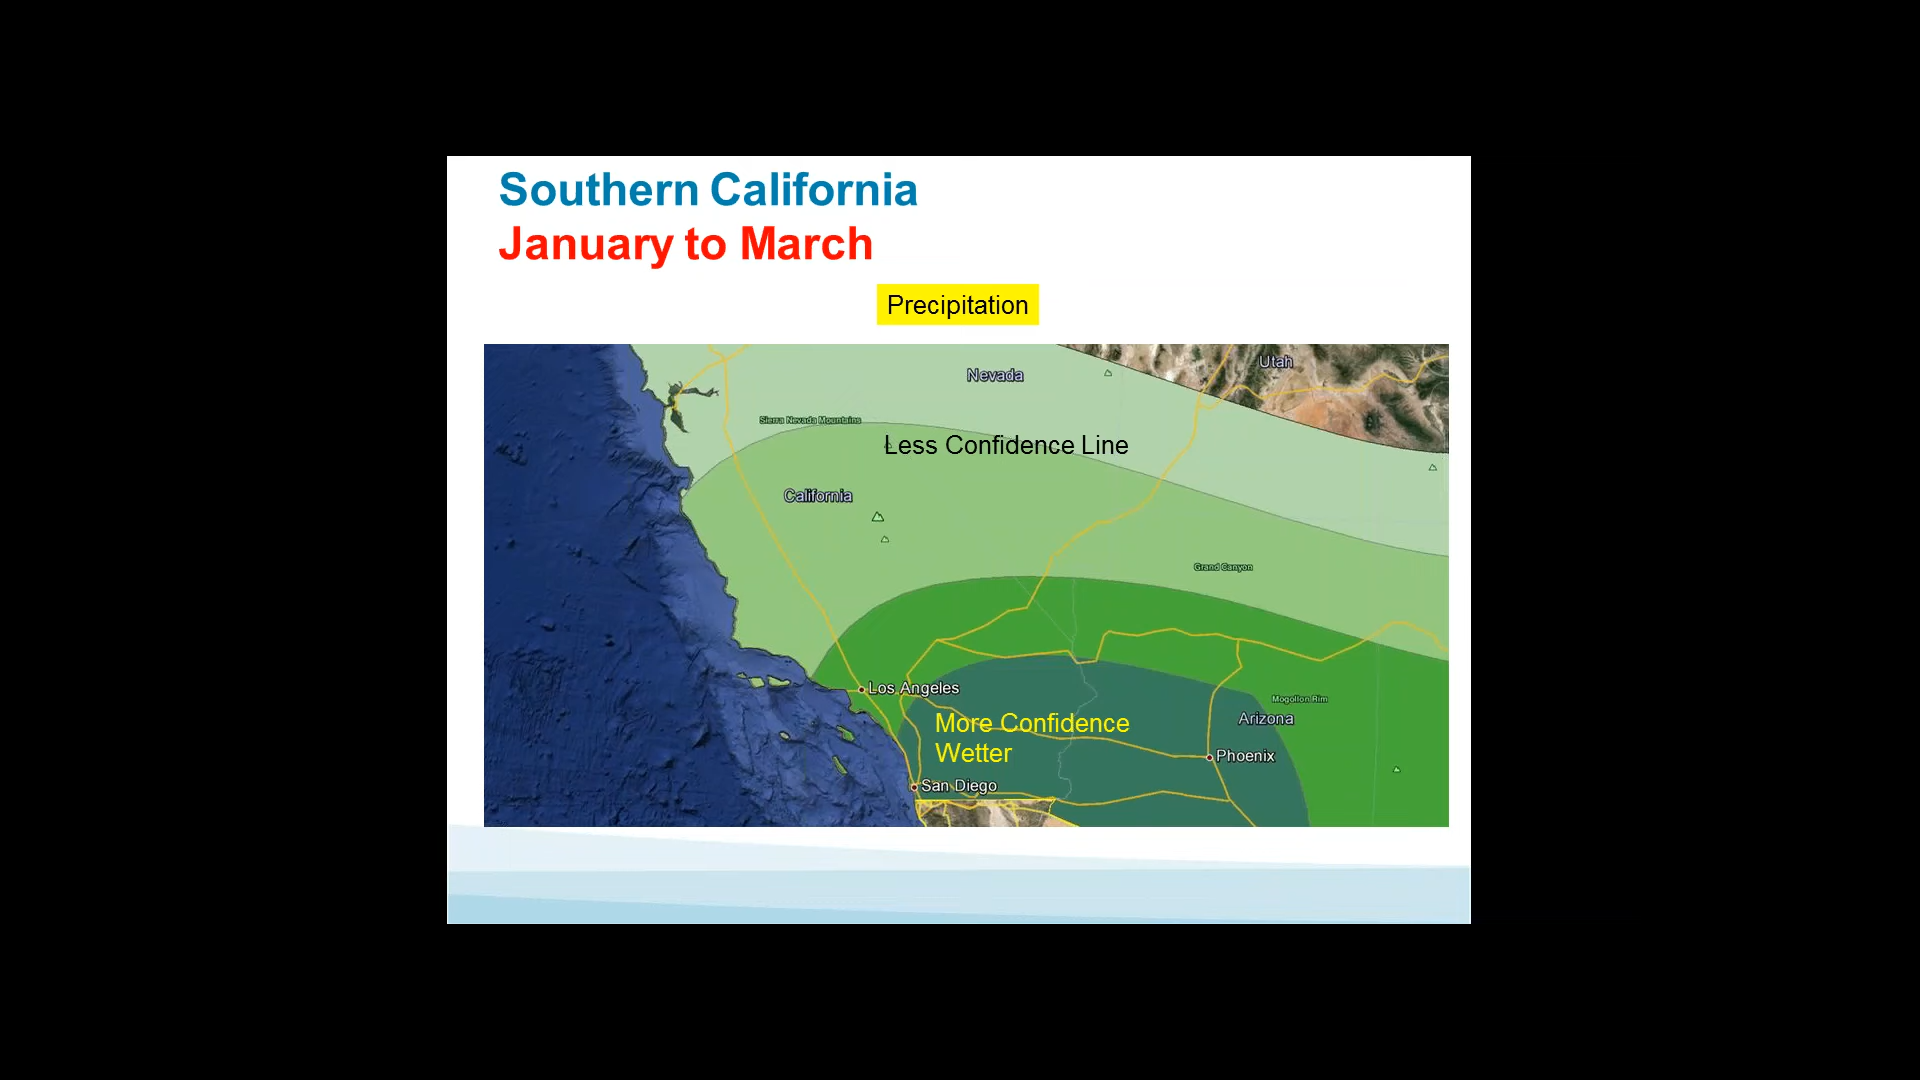 Southern California
January to March
Precipitation
Utah
Nevada
Sierra Nevada Mountains
Less Confidence Line
California
Grand Canyon
Los Angeles
Mogollon Rim
Arizona
More Confidence
Wetter
Phoenix
San Diego